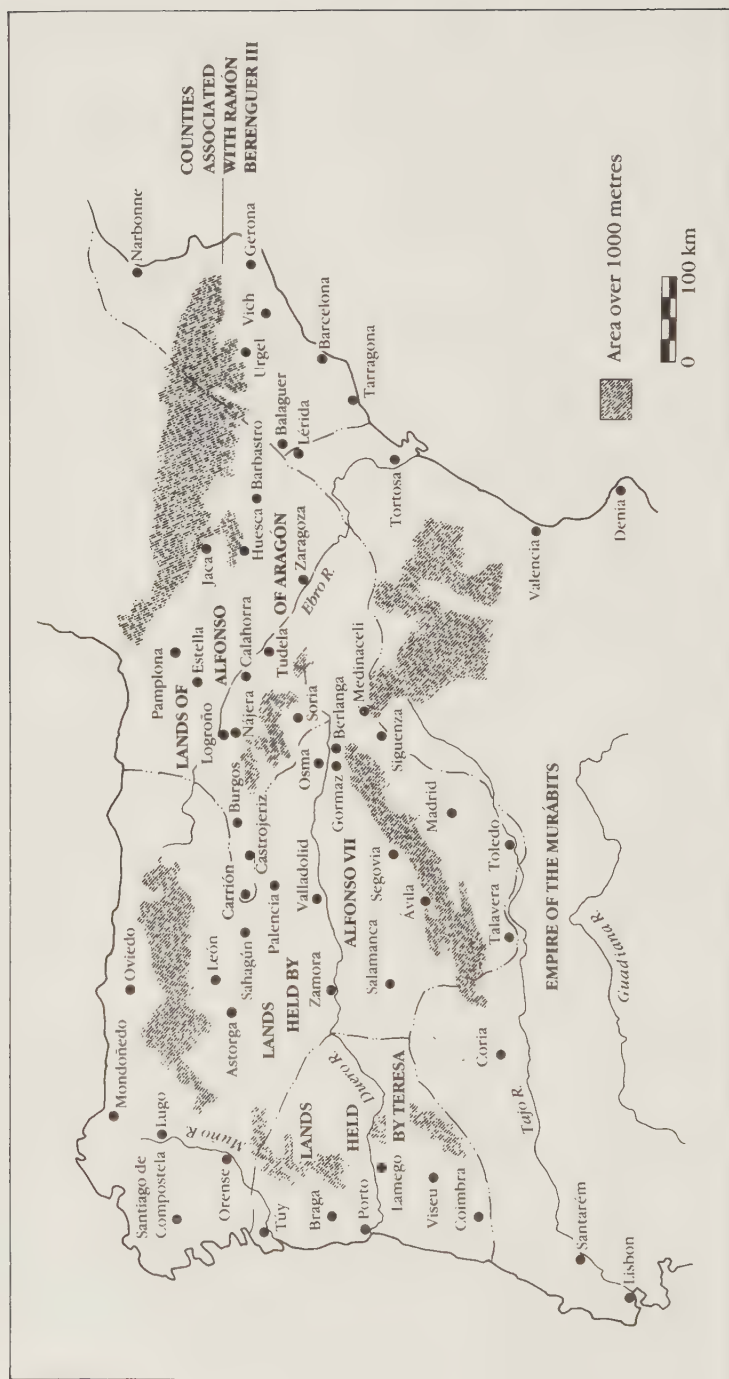 COUNTIES
ASSOCIATED
WITH RAMÓN
BERENGUER III
Narbonne
Gerona
Vich
Urgel
Barcelona
Tarragona
Balaguer
Lérida
Barbastro
Tortosa
Huesca
Jaca
Zaragoza
Ebro R.
Valencia
Denia
Pamplona
Estella
LANDS OF
ALFONSO
OF ARAGÓN
Calahorra
Tudela
Logroño
Nájera
Soria
Medinaceli
Berlanga
Siguenza
Osma
Gormaz
Burgos
Castrojeriz
Carrión
Palencia
Valladolid
Sahagún
León
Astorga
Oviedo
Mondoñedo
LANDS
HELD BY
ALFONSO VII
Zamora
Salamanca
Segovia
Ávila
Madrid
Toledo
Talavera
Coria
Tajo R.
EMPIRE OF THE MURÁBITS
Guadiana R.
Santiago de
Compostela
Lugo
Miño R.
Orense
Túy
Braga
Porto
Duero R.
LANDS
HELD
BY TERESA
Lamego
Viseu
Coimbra
Santarém
Lisbon
Area over 1000 metres
0 100 km